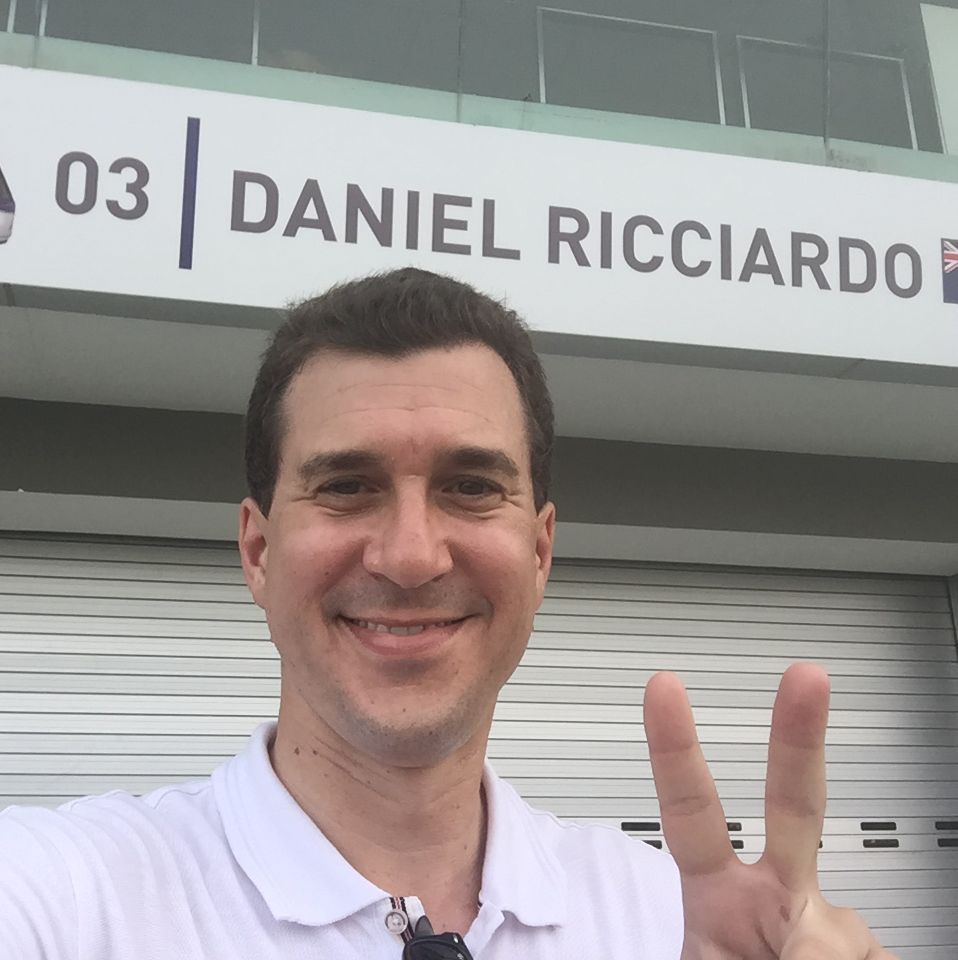 03 | DANIEL RICCIARDO